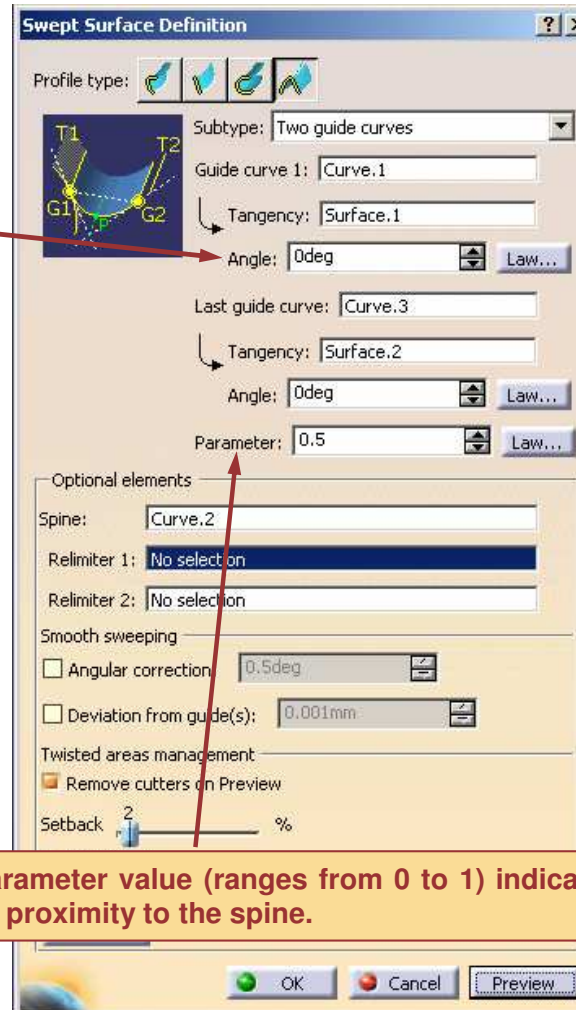 Swept Surface Definition
Profile type:
T1
T2
G1
G2
P
Subtype: Two guide curves
Guide curve 1: Curve.1
Tangency: Surface.1
Angle: 0deg Law...
Last guide curve: Curve.3
Tangency: Surface.2
Angle: 0deg Law...
Parameter: 0.5 Law...
Optional elements
Spine: Curve.2
Relimiter 1: No selection
Relimiter 2: No selection
Smooth sweeping
Angular correction 0.5deg
Deviation from guide(s): 0.001mm
Twisted areas management
Remove cutters on Preview
Setback 2 %
arameter value (ranges from 0 to 1) indica
proximity to the spine.
OK Cancel Preview